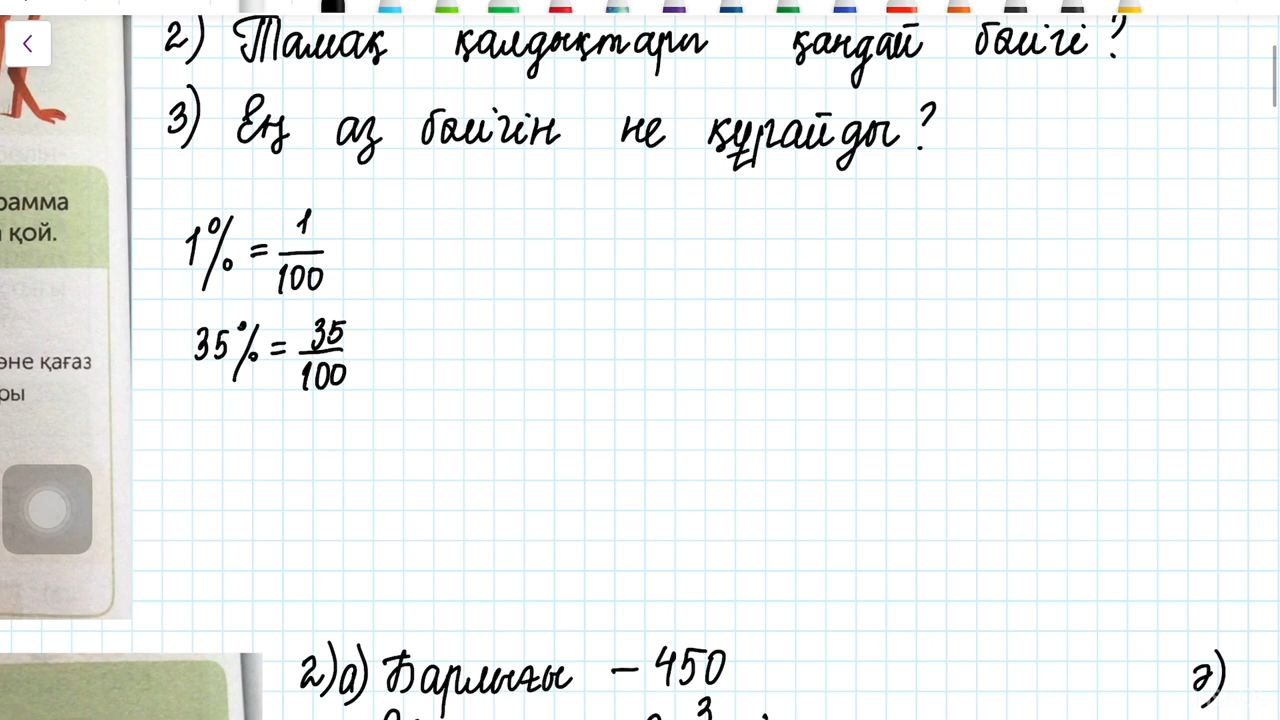 2) Тамақ қалдықтары қандай бөлігі?
3) Ең аз бөлігін не құрайды?
рамма
қой.
1% = 1/100
35% = 35/100
әне қағаз
ры
2) а) Барлығы – 450
ә)